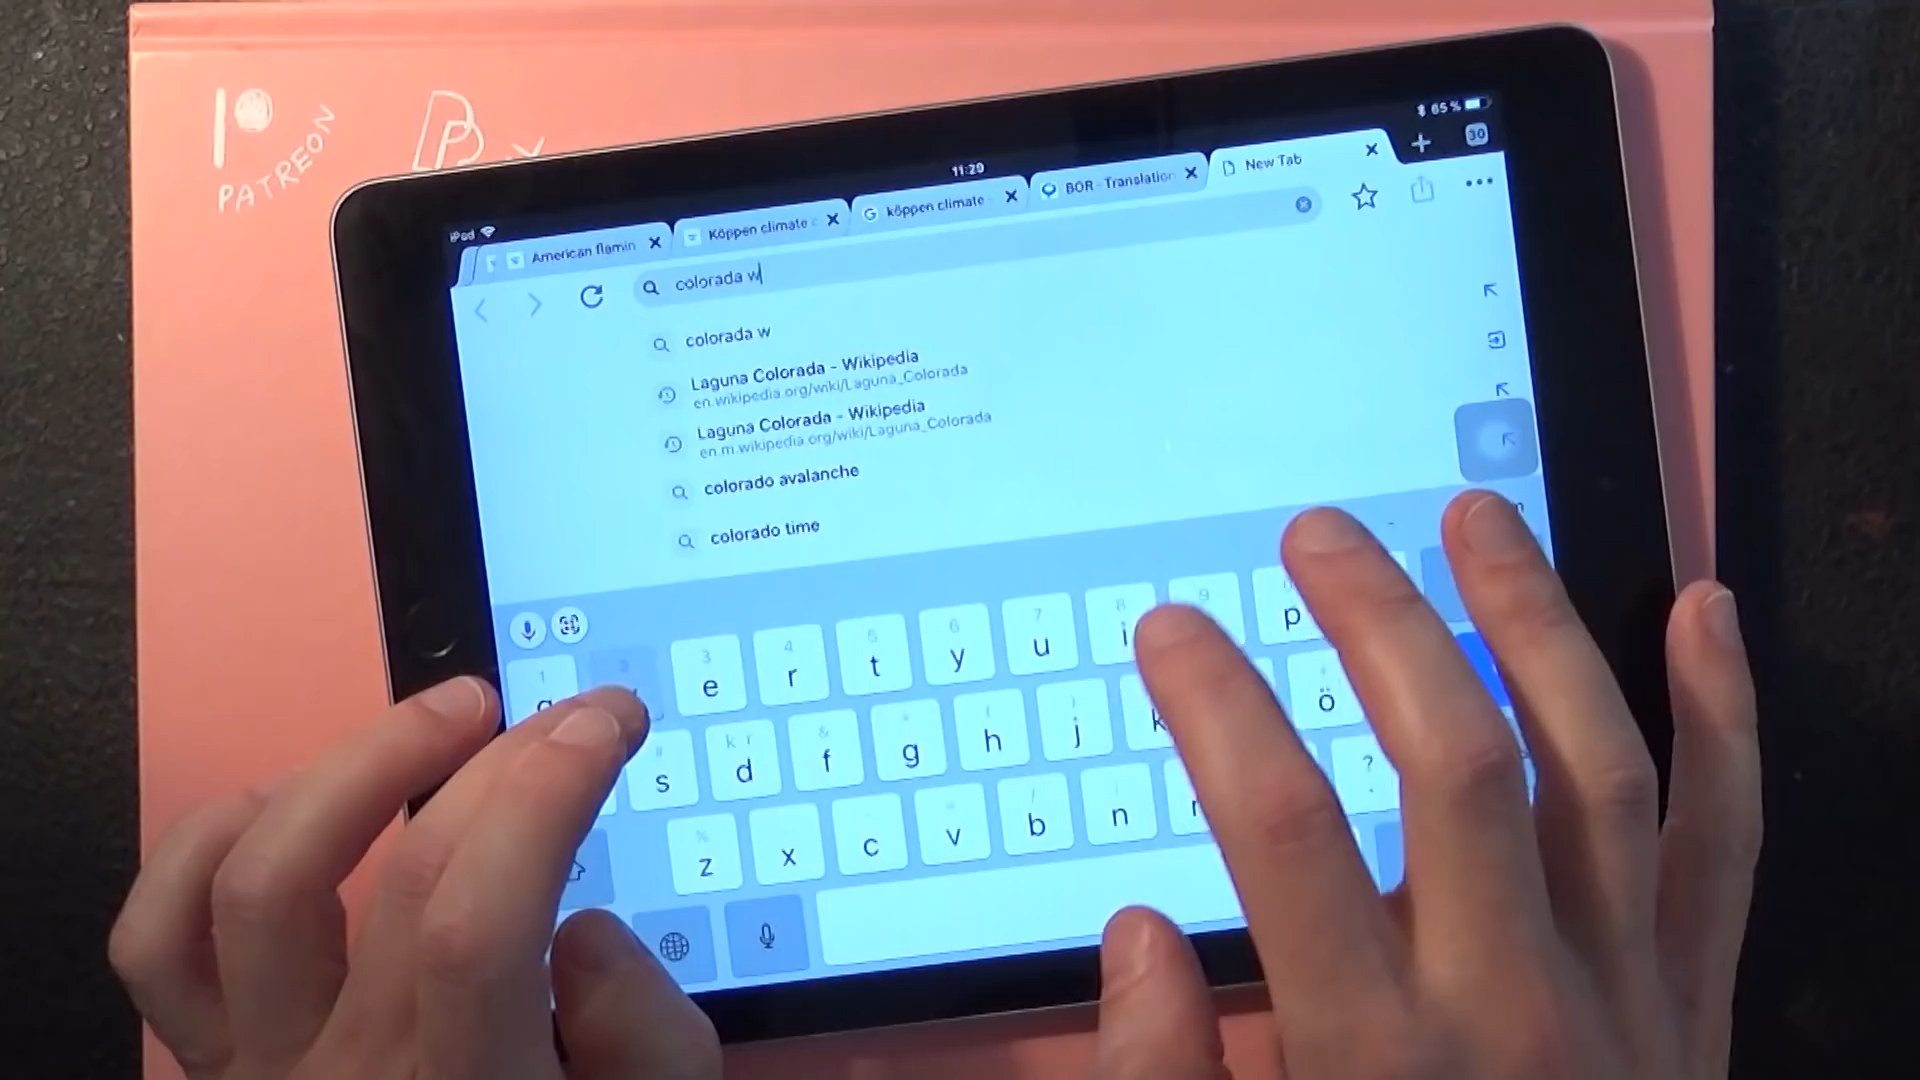 PATREON
iPad
11:29
65 %
American flamin
Köppen climate c
köppen climate
BOR - Translation
New Tab
30
colorada w
colorada w
Laguna Colorada - Wikipedia
en.wikipedia.org/wiki/Laguna_Colorada
Laguna Colorada - Wikipedia
en.m.wikipedia.org/wiki/Laguna_Colorada
colorado avalanche
colorado time
1 3 4 5 6 7 8 9
e r t y u i p
s d f g h j k ö
z x c v b n ?